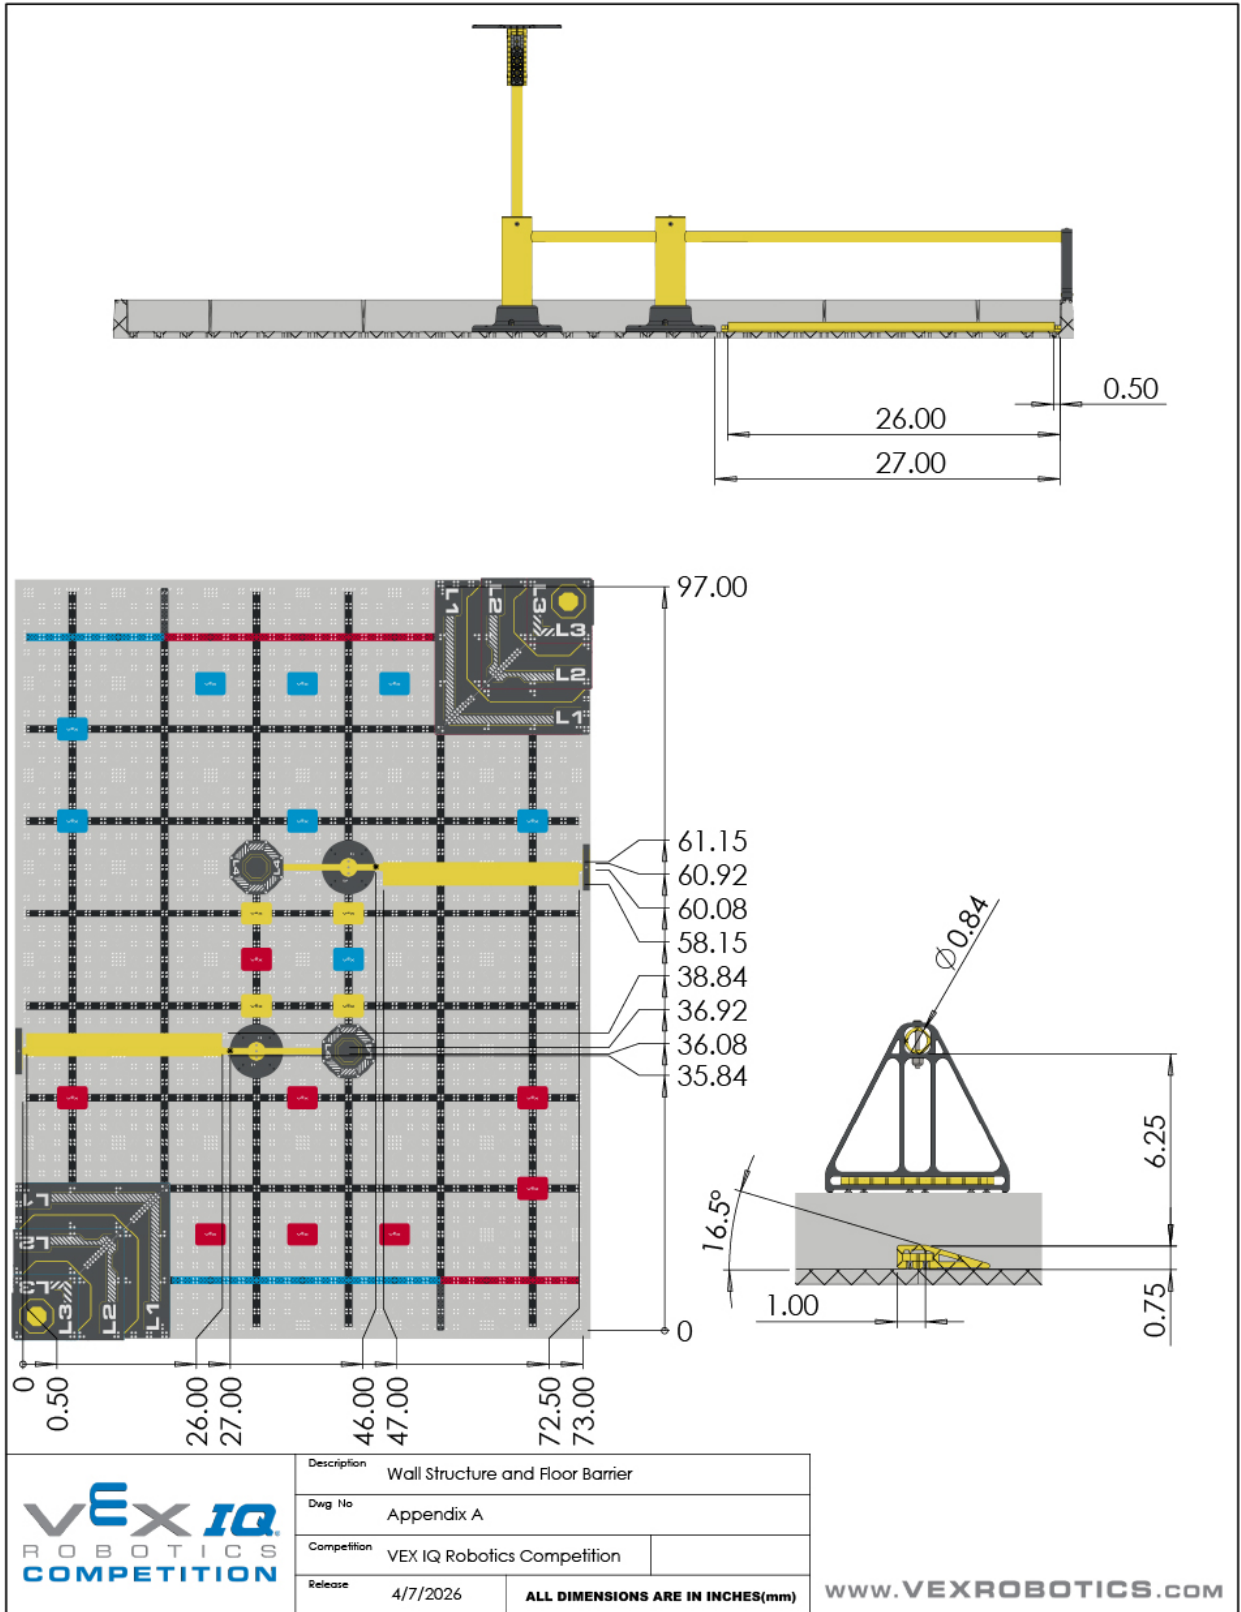 0.50
26.00
27.00
97.00
L1
L2
L3
L3
L2
L1
61.15
60.92
60.08
58.15
38.84
36.92
36.08
35.84
L4
L4
0
L1
L2
L3
L3
L2
L1
Ø0.84
6.25
16.5°
1.00
0.75
0
0.50
26.00
27.00
46.00
47.00
72.50
73.00
VEX IQ
ROBOTICS
COMPETITION
Description Wall Structure and Floor Barrier
Dwg No Appendix A
Competition VEX IQ Robotics Competition
Release 4/7/2026 ALL DIMENSIONS ARE IN INCHES(mm)
www.VEXROBOTICS.com